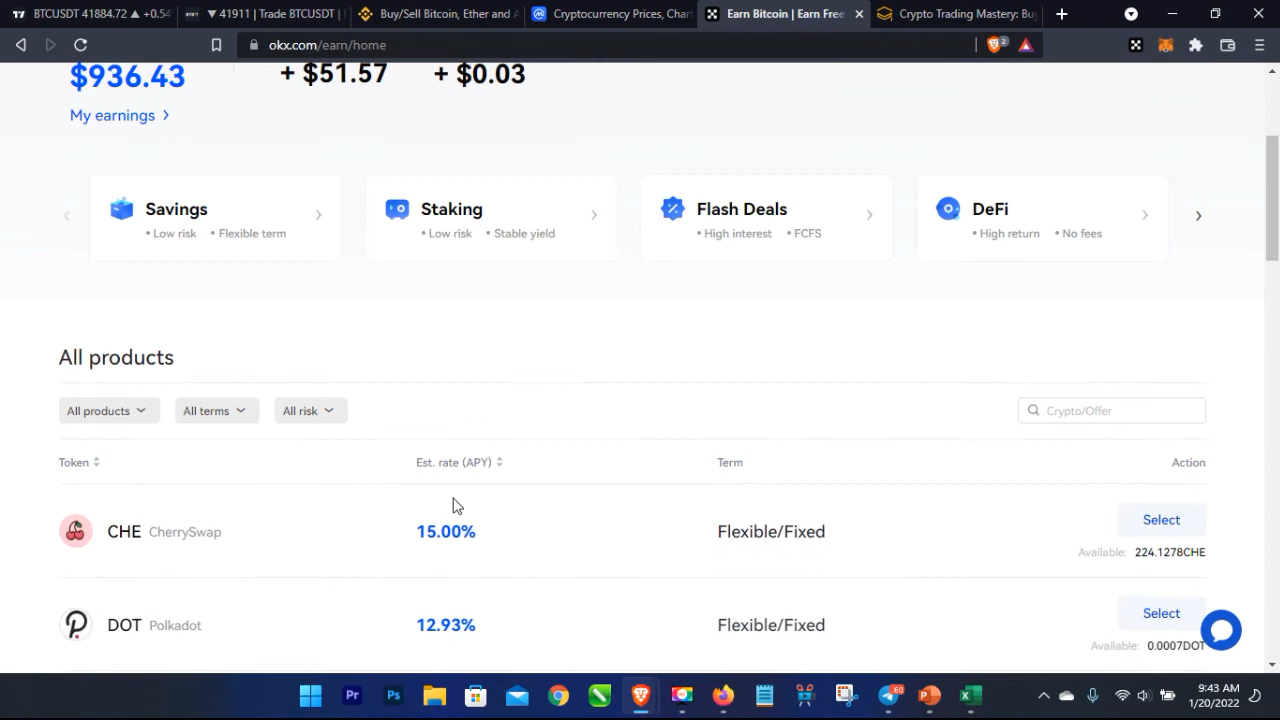 BTCUSDT 41884.72 ▲ +0.54
▼ 41911 | Trade BTCUSDT |
Buy/Sell Bitcoin, Ether and A
Cryptocurrency Prices, Chart
Earn Bitcoin | Earn Free
Crypto Trading Mastery: Bu
okx.com/earn/home
2
$936.43
+ $51.57
+ $0.03
My earnings
Savings
• Low risk • Flexible term
Staking
• Low risk • Stable yield
Flash Deals
• High interest • FCFS
DeFi
• High return • No fees
All products
All products
All terms
All risk
Crypto/Offer
Token
Est. rate (APY)
Term
Action
CHE CherrySwap
15.00%
Flexible/Fixed
Select
Available: 224.1278CHE
DOT Polkadot
12.93%
Flexible/Fixed
Select
Available: 0.0007DOT
Pr
Ps
60
9:43 AM
1/20/2022